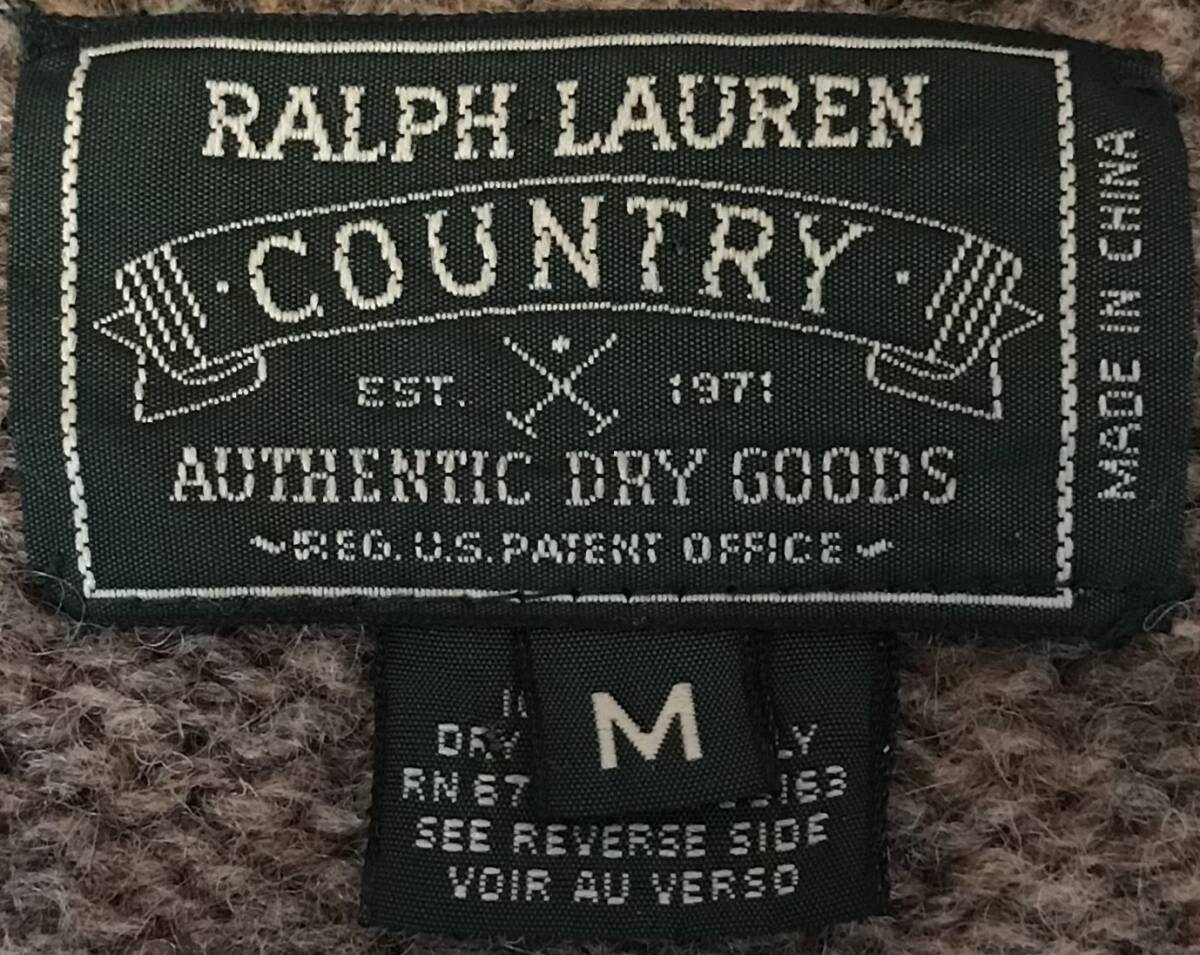 RALPH LAUREN
COUNTRY
EST. 1971
AUTHENTIC DRY GOODS
REG. U.S. PATENT OFFICE
MADE IN CHINA
M
RN
SEE REVERSE SIDE
VOIR AU VERSO